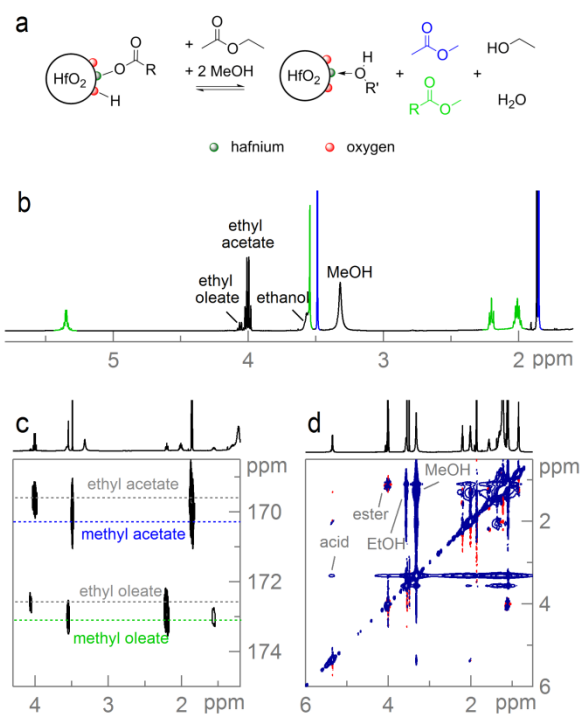 a
O
O
R
HfO2
H
+
O
O
+ 2 MeOH
HfO2
H
O
R'
+
O
O
O
R
O
+
HO
H2O
hafnium
oxygen
b
ethyl
acetate
ethyl
oleate
ethanol
MeOH
5
4
3
2 ppm
c
ppm
ethyl acetate
170
methyl acetate
172
ethyl oleate
methyl oleate
174
4
2
ppm
d
ppm
MeOH
ester
EtOH
acid
2
4
6
6
4
2
ppm